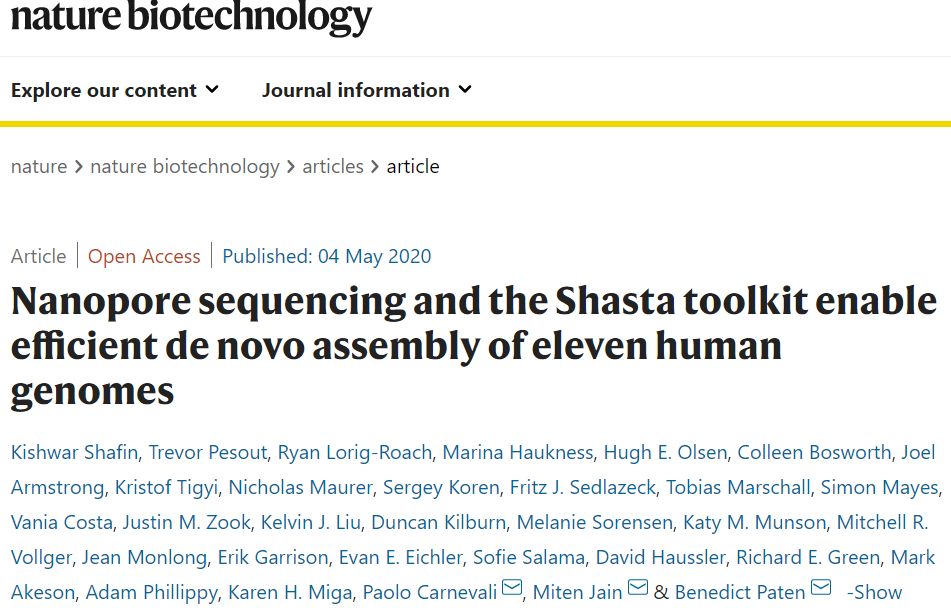 nature biotechnology
Explore our content
Journal information
nature > nature biotechnology > articles > article
Article | Open Access | Published: 04 May 2020
Nanopore sequencing and the Shasta toolkit enable
efficient de novo assembly of eleven human
genomes
Kishwar Shafin, Trevor Pesout, Ryan Lorig-Roach, Marina Haukness, Hugh E. Olsen, Colleen Bosworth, Joel
Armstrong, Kristof Tigyi, Nicholas Maurer, Sergey Koren, Fritz J. Sedlazeck, Tobias Marschall, Simon Mayes,
Vania Costa, Justin M. Zook, Kelvin J. Liu, Duncan Kilburn, Melanie Sorensen, Katy M. Munson, Mitchell R.
Vollger, Jean Monlong, Erik Garrison, Evan E. Eichler, Sofie Salama, David Haussler, Richard E. Green, Mark
Akeson, Adam Phillippy, Karen H. Miga, Paolo Carnevali, Miten Jain & Benedict Paten -Show